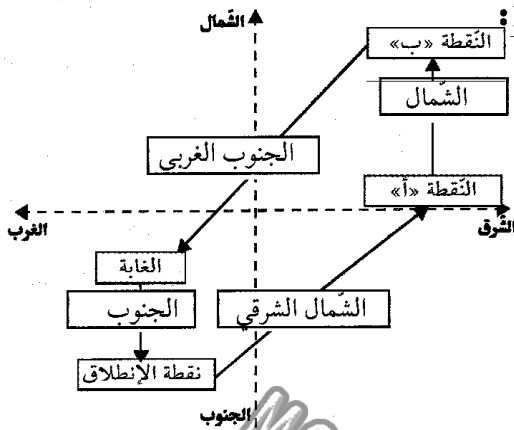 الشّمال
النّقطة «ب»
الشّمال
الجنوب الغربي
النّقطة «أ»
الغرب
الشّرق
الغابة
الجنوب
الشّمال الشرقي
نقطة الإنطلاق
الجنوب